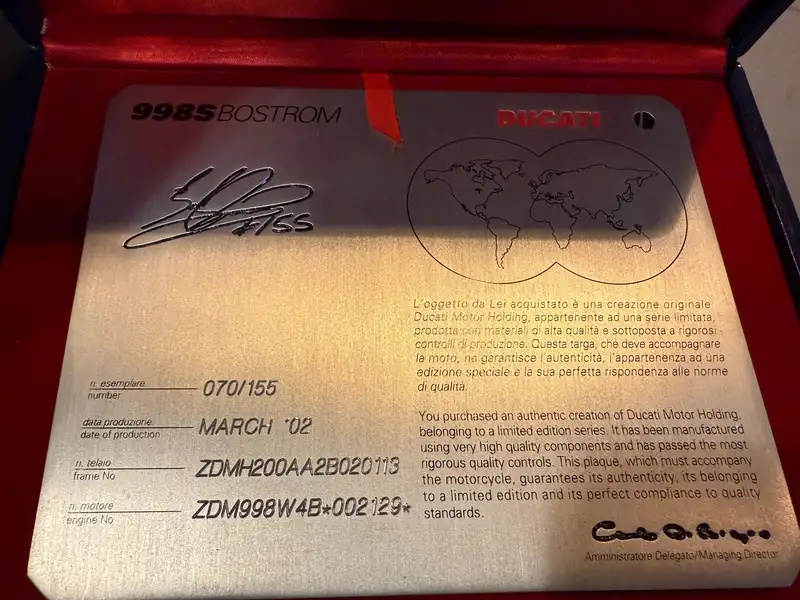 998S BOSTROM
DUCATI
#155
L'oggetto da Lei acquistato è una creazione originale
Ducati Motor Holding, appartenente ad una serie limitata,
prodotta con materiali di alta qualità e sottoposta a rigorosi
controlli di produzione. Questa targa, che deve accompagnare
la moto, ne garantisce l'autenticità, l'appartenenza ad una
edizione speciale e la sua perfetta rispondenza alle norme
di qualità.
n. esemplare
number
070/155
data produzione
date of production
MARCH '02
n. telaio
frame No
ZDMH200AA2B020113
n. motore
engine No
ZDM998W4B*002129*
You purchased an authentic creation of Ducati Motor Holding,
belonging to a limited edition series. It has been manufactured
using very high quality components and has passed the most
rigorous quality controls. This plaque, which must accompany
the motorcycle, guarantees its authenticity, its belonging
to a limited edition and its perfect compliance to quality
standards.
Amministratore Delegato/Managing Director